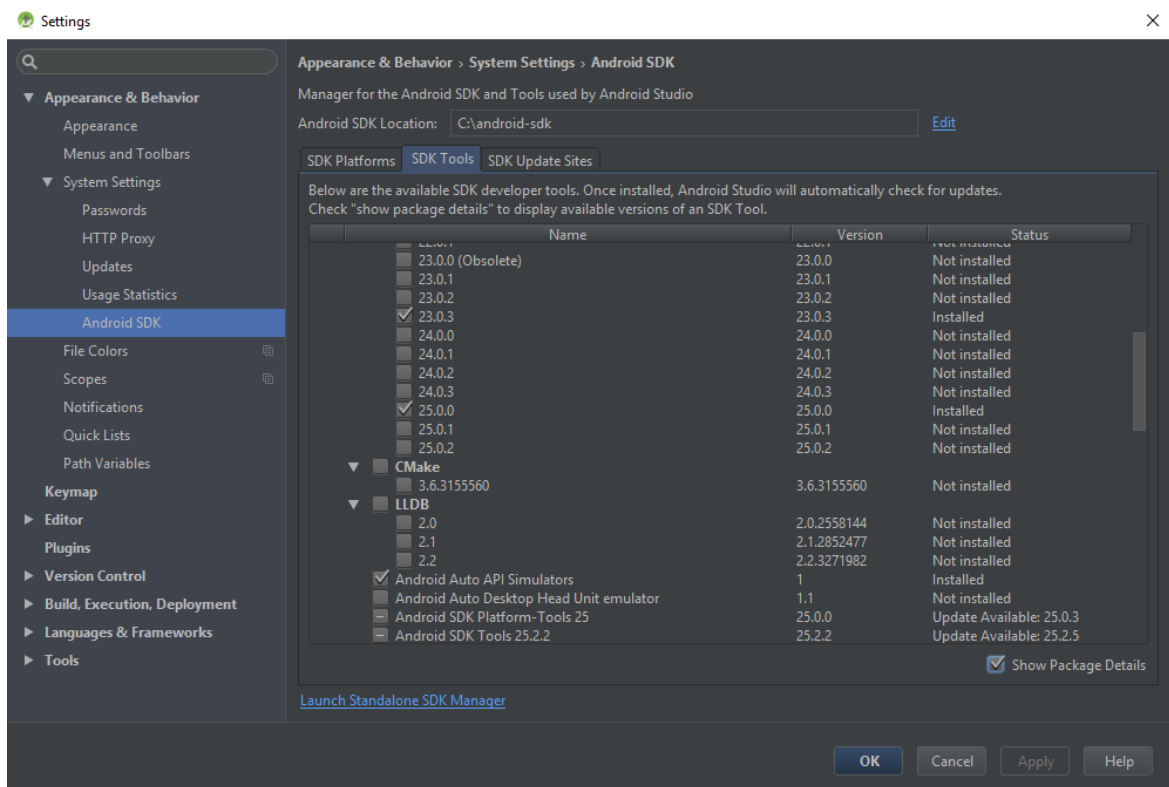 Settings
Appearance & Behavior
Appearance
Menus and Toolbars
System Settings
Passwords
HTTP Proxy
Updates
Usage Statistics
Android SDK
File Colors
Scopes
Notifications
Quick Lists
Path Variables
Keymap
Editor
Plugins
Version Control
Build, Execution, Deployment
Languages & Frameworks
Tools
Appearance & Behavior › System Settings › Android SDK
Manager for the Android SDK and Tools used by Android Studio
Android SDK Location: C:\android-sdk Edit
SDK Platforms SDK Tools SDK Update Sites
Below are the available SDK developer tools. Once installed, Android Studio will automatically check for updates.
Check "show package details" to display available versions of an SDK Tool.
Name Version Status
23.0.0 (Obsolete) 23.0.0 Not installed
23.0.1 23.0.1 Not installed
23.0.2 23.0.2 Not installed
23.0.3 23.0.3 Installed
24.0.0 24.0.0 Not installed
24.0.1 24.0.1 Not installed
24.0.2 24.0.2 Not installed
24.0.3 24.0.3 Not installed
25.0.0 25.0.0 Installed
25.0.1 25.0.1 Not installed
25.0.2 25.0.2 Not installed
CMake
3.6.3155560 3.6.3155560 Not installed
LLDB
2.0 2.0.2558144 Not installed
2.1 2.1.2852477 Not installed
2.2 2.2.3271982 Not installed
Android Auto API Simulators 1 Installed
Android Auto Desktop Head Unit emulator 1.1 Not installed
Android SDK Platform-Tools 25 25.0.0 Update Available: 25.0.3
Android SDK Tools 25.2.2 25.2.2 Update Available: 25.2.5
Show Package Details
Launch Standalone SDK Manager
OK Cancel Apply Help